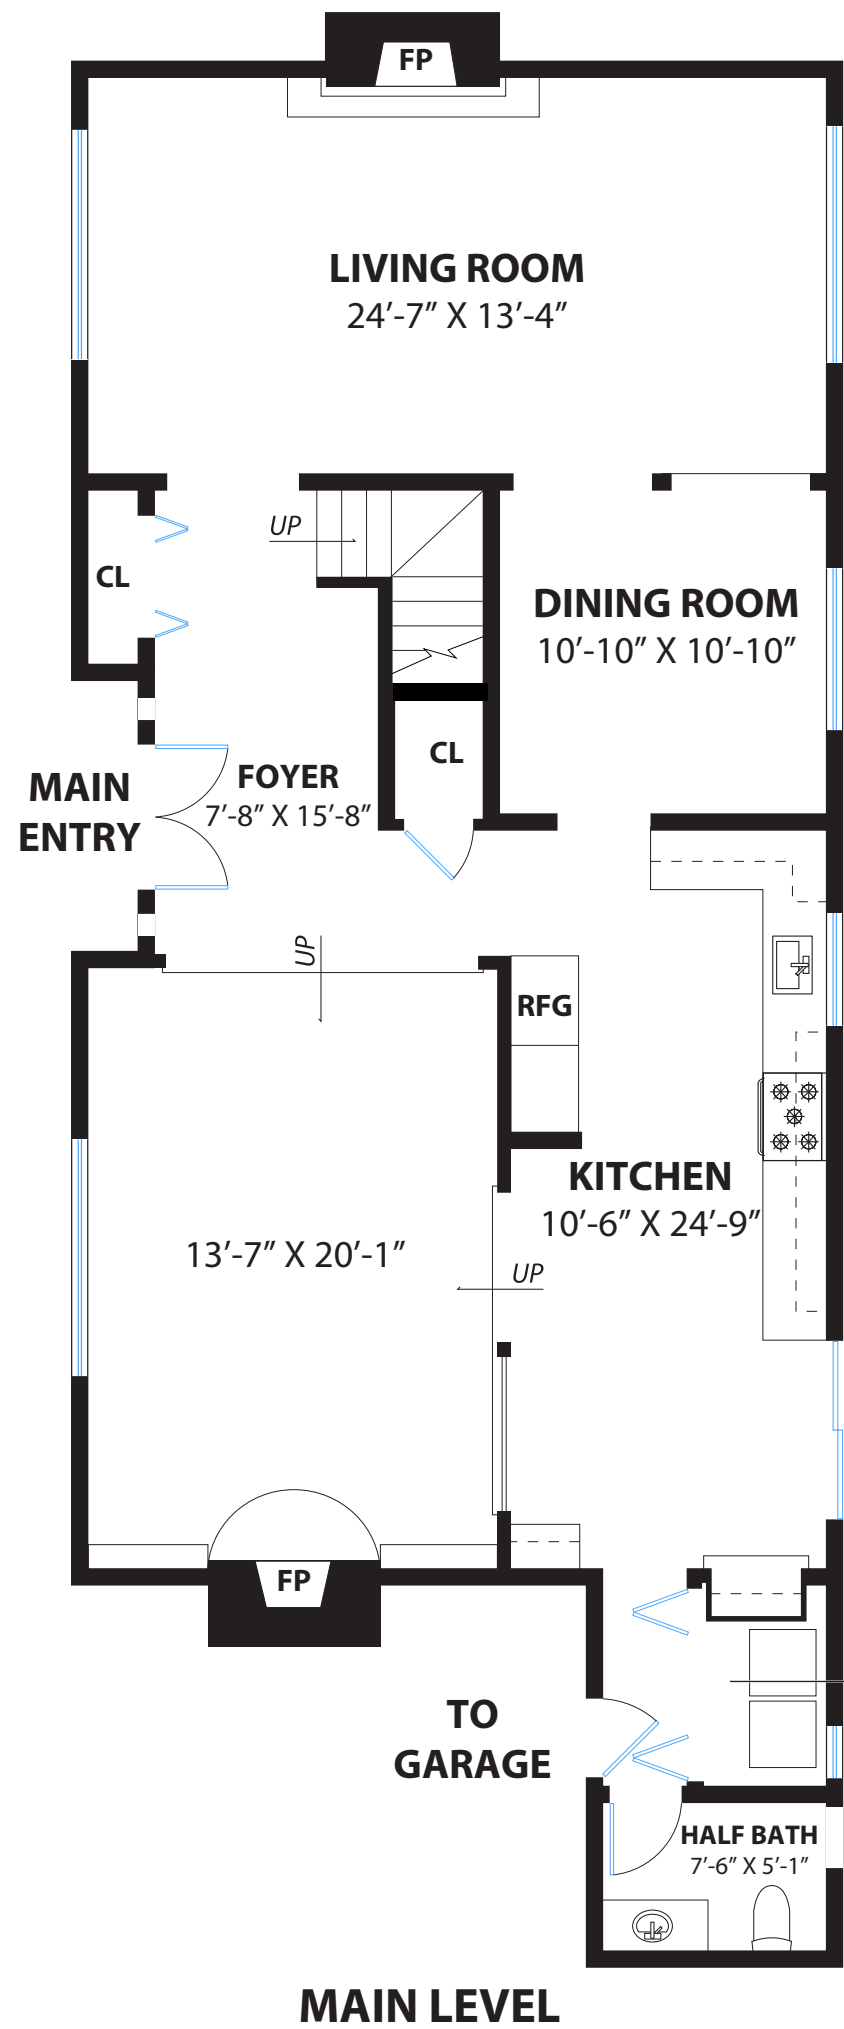 FP
LIVING ROOM
24’-7” X 13’-4”
UP
CL
DINING ROOM
10’-10” X 10’-10”
CL
MAIN
ENTRY
FOYER
7’-8” X 15’-8”
UP
RFG
KITCHEN
10’-6” X 24’-9”
13’-7” X 20’-1”
UP
FP
TO
GARAGE
HALF BATH
7’-6” X 5’-1”
MAIN LEVEL